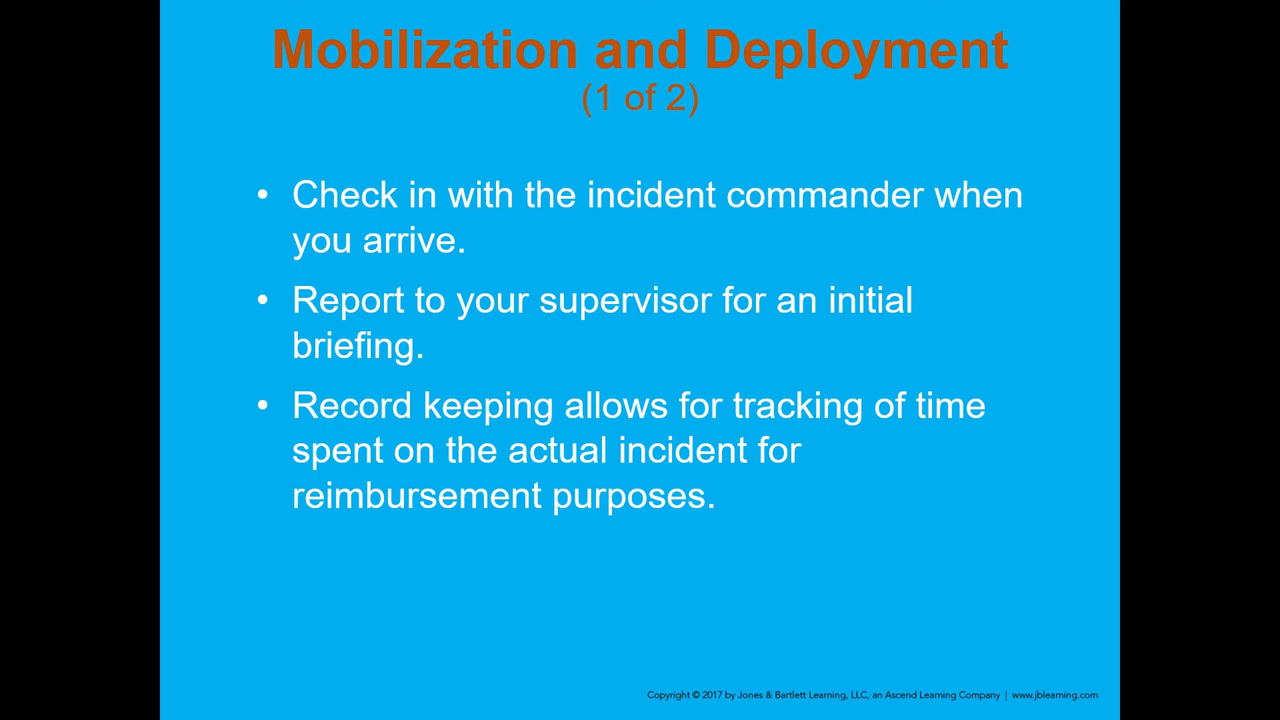 Mobilization and Deployment
(1 of 2)
• Check in with the incident commander when
you arrive.
• Report to your supervisor for an initial
briefing.
• Record keeping allows for tracking of time
spent on the actual incident for
reimbursement purposes.
Copyright © 2017 by Jones & Bartlett Learning, LLC, an Ascend Learning Company | www.jblearning.com